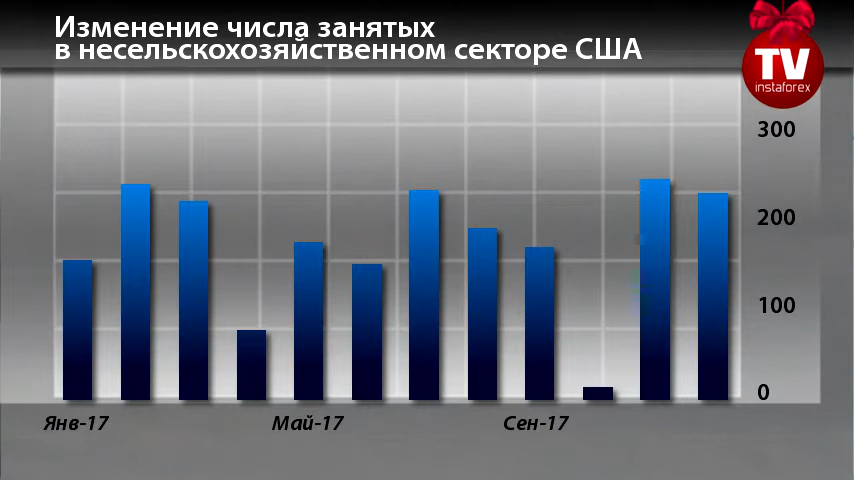 Изменение числа занятых
в несельскохозяйственном секторе США
TV
instaforex
300
200
100
0
Янв-17
Май-17
Сен-17